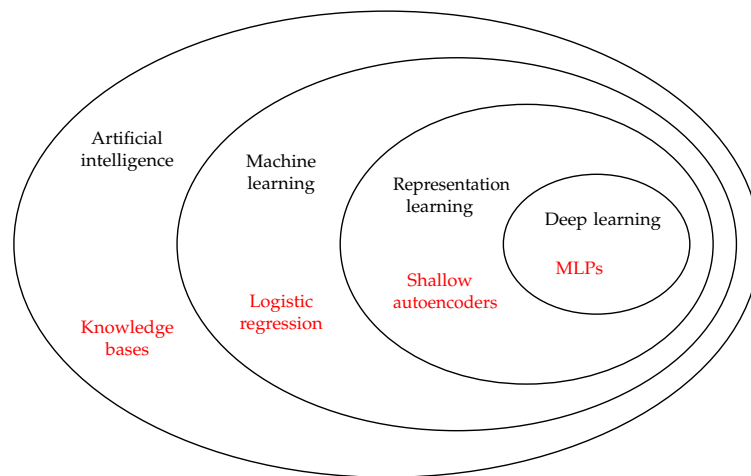 Artificial
intelligence
Machine
learning
Representation
learning
Deep learning
MLPs
Shallow
autoencoders
Logistic
regression
Knowledge
bases